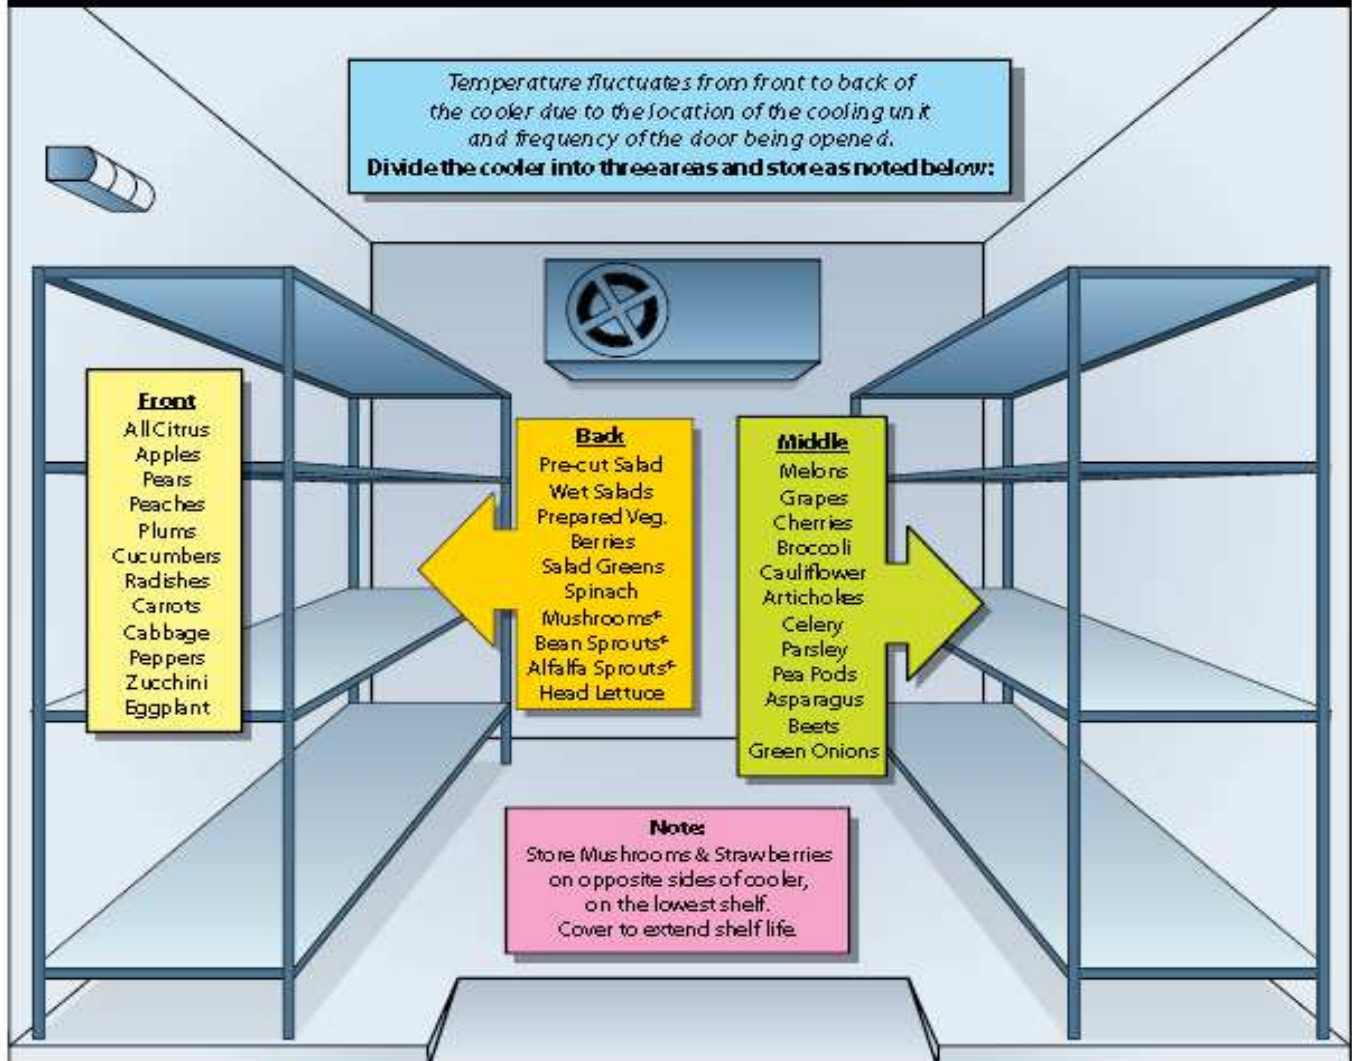 Temperature fluctuates from front to back of
the cooler due to the location of the cooling unit
and frequency of the door being opened.
Divide the cooler into three areas and store as noted below:
Front
All Citrus
Apples
Pears
Peaches
Plums
Cucumbers
Radishes
Carrots
Cabbage
Peppers
Zucchini
Eggplant
Back
Pre-cut Salad
Wet Salads
Prepared Veg.
Berries
Salad Greens
Spinach
Mushrooms*
Bean Sprouts*
Alfalfa Sprouts*
Head Lettuce
Middle
Melons
Grapes
Cherries
Broccoli
Cauliflower
Artichokes
Celery
Parsley
Pea Pods
Asparagus
Beets
Green Onions
Note:
Store Mushrooms & Strawberries
on opposite sides of cooler,
on the lowest shelf.
Cover to extend shelf life.